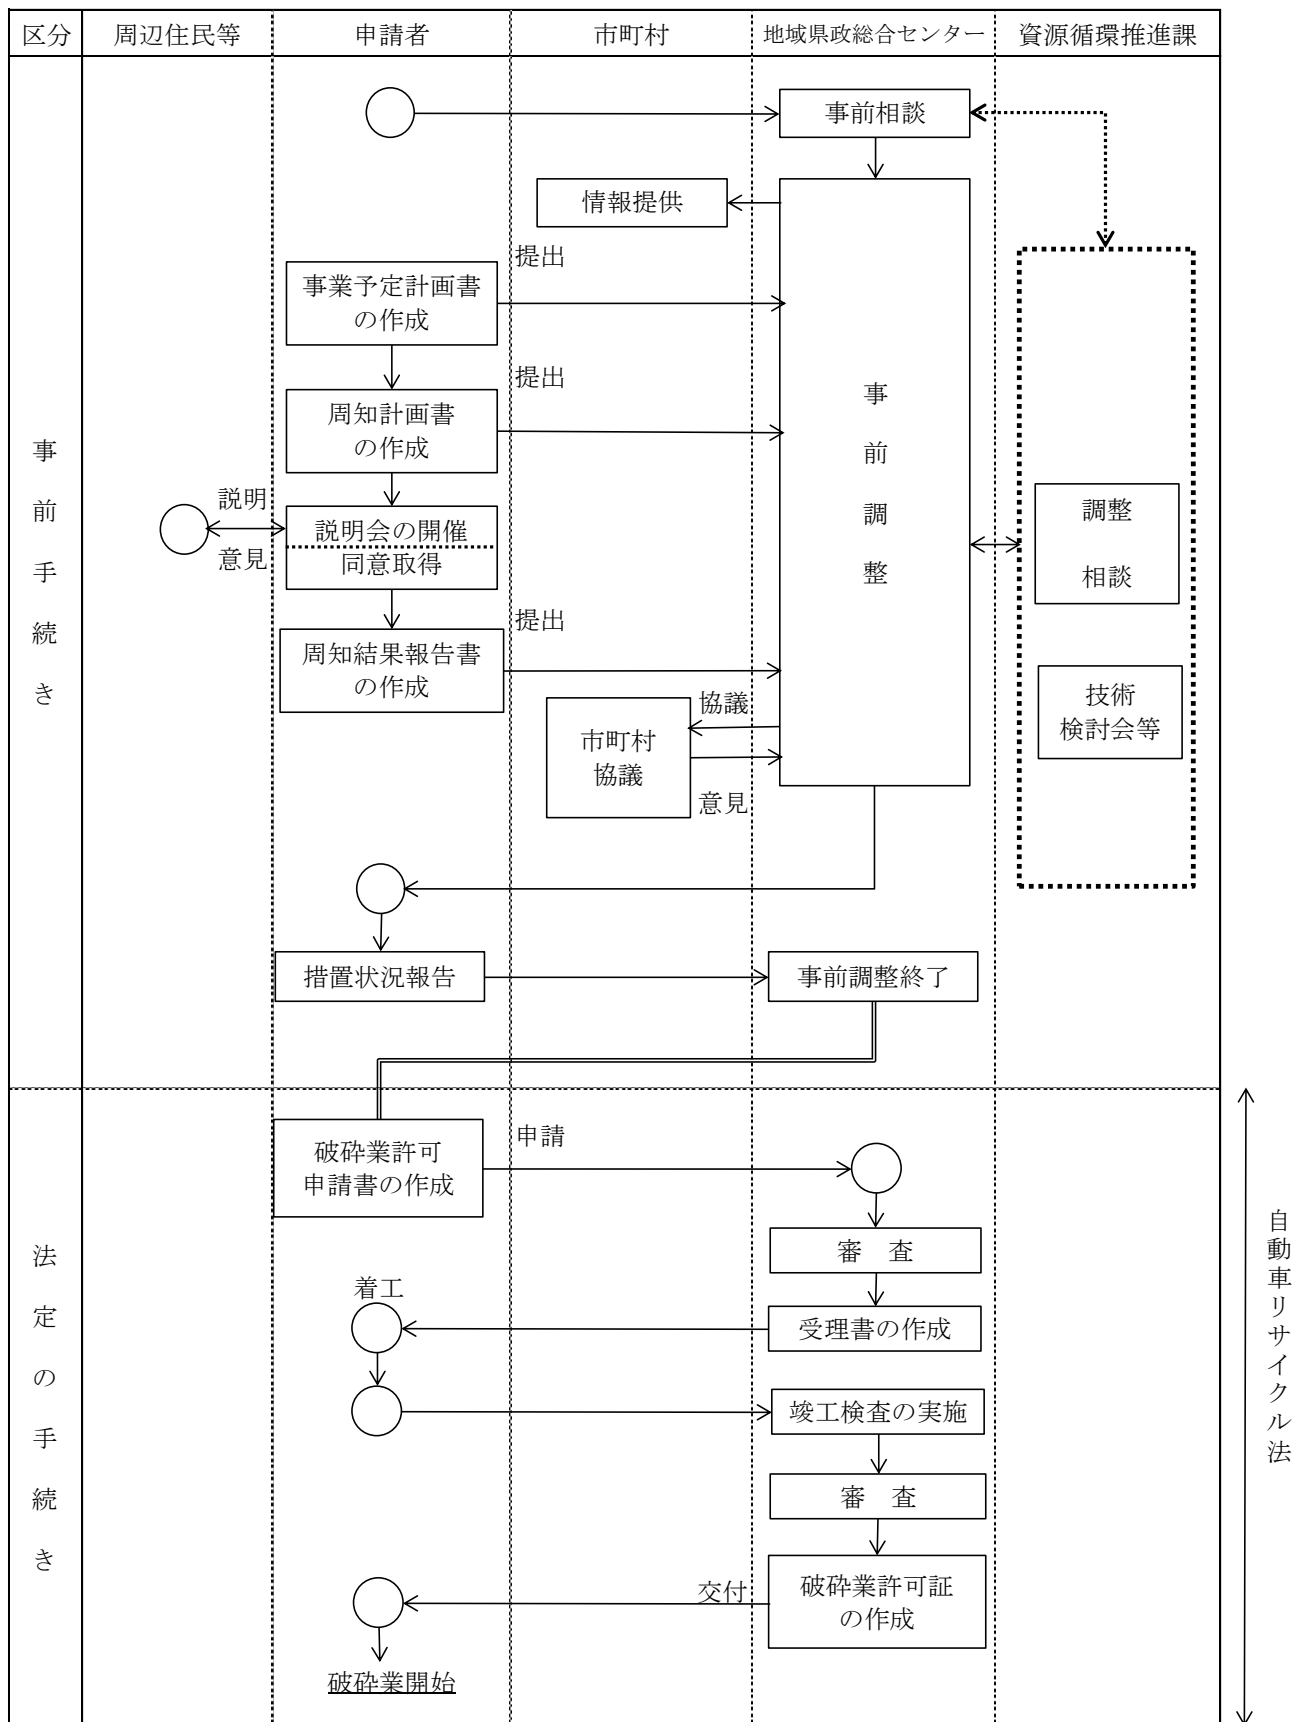 区分
周辺住民等
申請者
市町村
地域県政総合センター
資源循環推進課
事前手続き
事前相談
情報提供
提出
事業予定計画書
の作成
提出
周知計画書
の作成
事前調整
説明
意見
説明会の開催
同意取得
調整
相談
提出
周知結果報告書
の作成
技術
検討会等
協議
市町村
協議
意見
措置状況報告
事前調整終了
法定の手続き
破砕業許可
申請書の作成
申請
審 査
着工
受理書の作成
竣工検査の実施
審 査
交付
破砕業許可証
の作成
破砕業開始
自動車リサイクル法